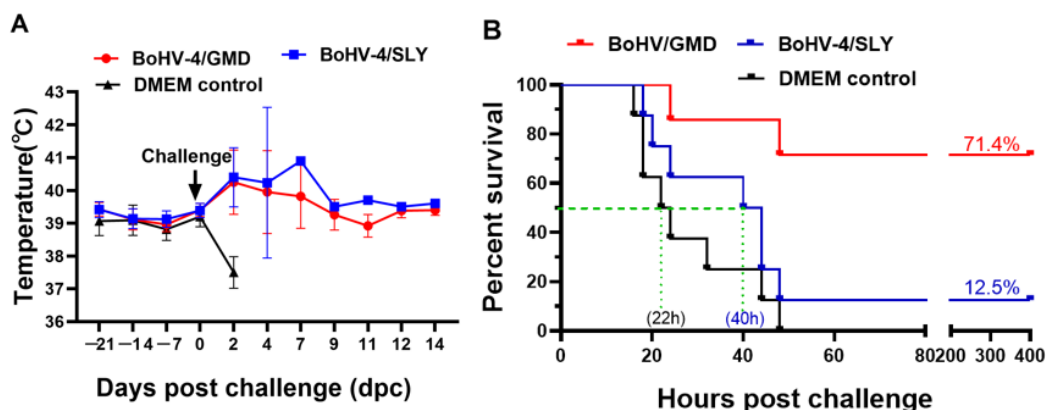 A
BoHV-4/GMD
BoHV-4/SLY
DMEM control
Temperature(℃)
43
42
41
40
39
38
37
36
Challenge
−21 −14 −7 0 2 4 7 9 11 12 14
Days post challenge (dpc)
B
BoHV/GMD
BoHV-4/SLY
DMEM control
Percent survival
100
80
60
40
20
0
71.4%
12.5%
(22h)
(40h)
0 20 40 60 80 200 300 400
Hours post challenge